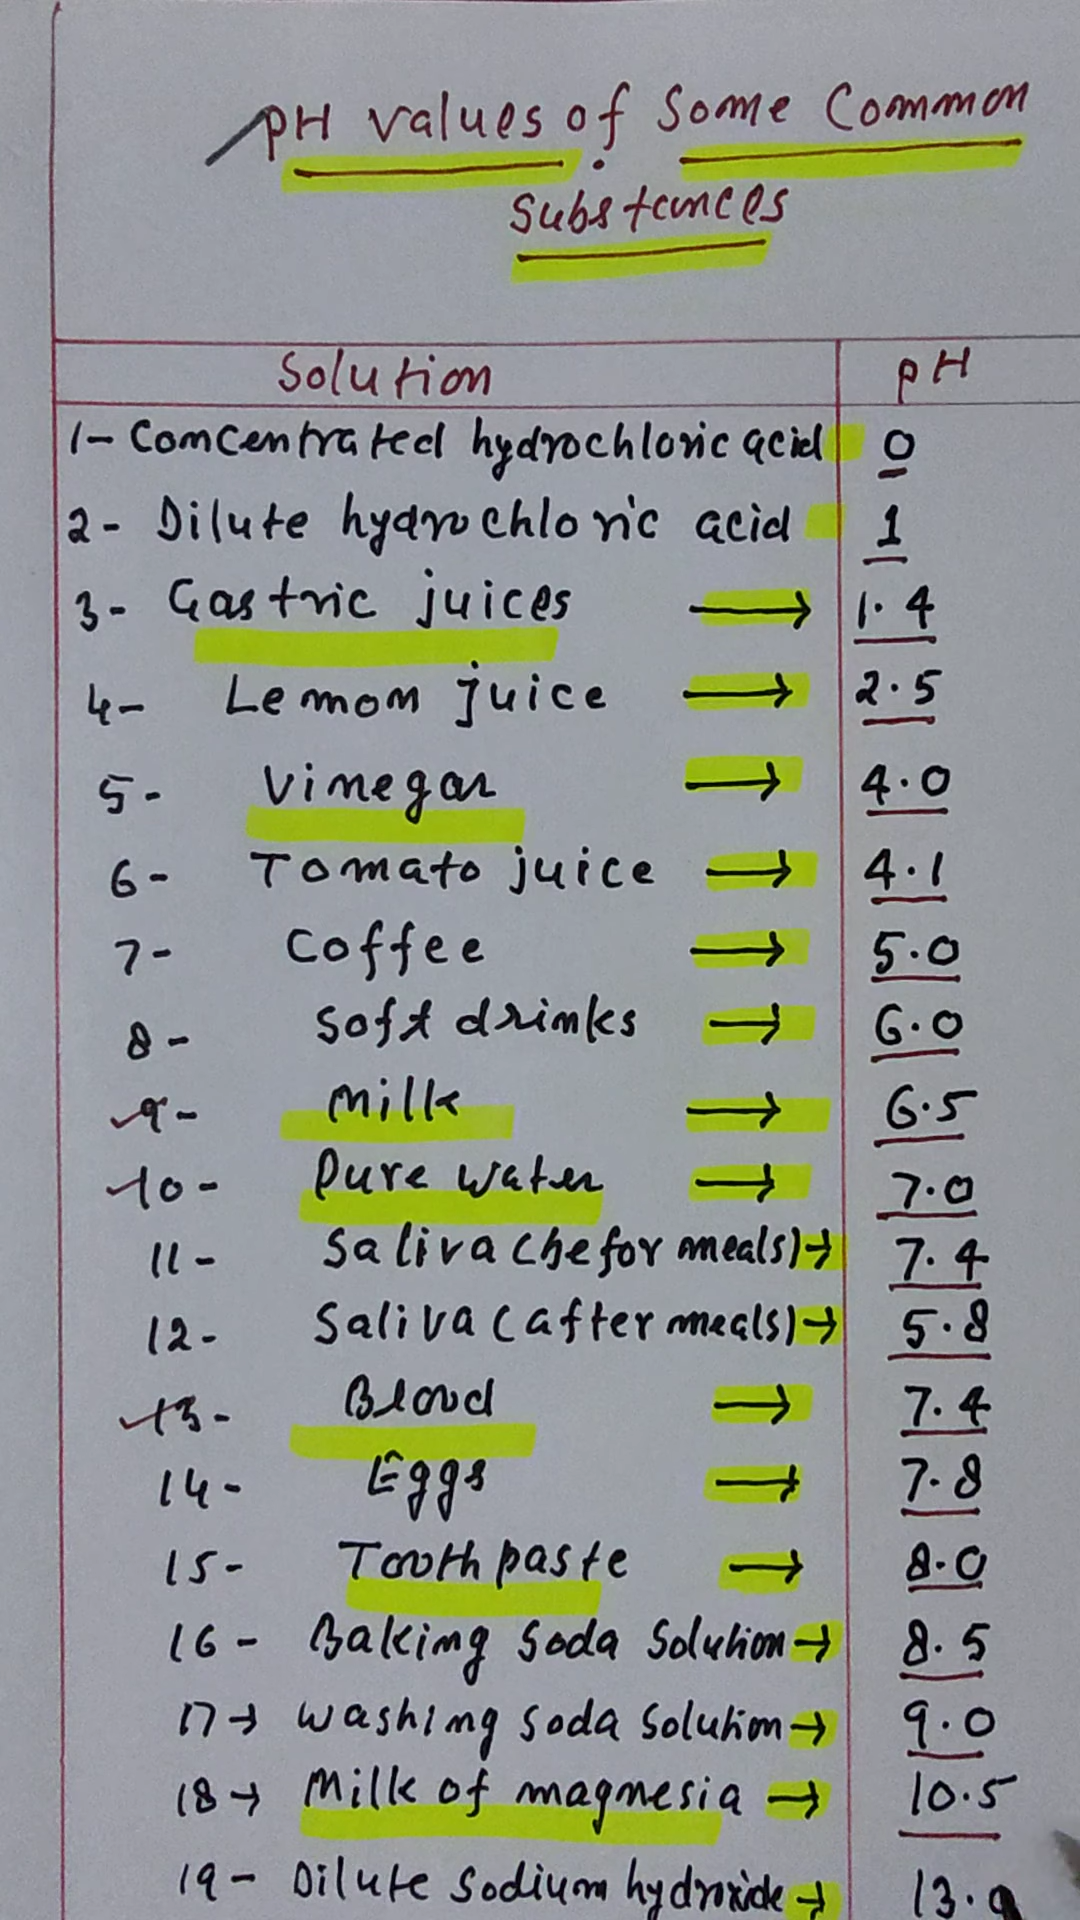 pH values of Some Common
Substances
Solution pH
1- Concentrated hydrochloric acid 0
2- Dilute hydrochloric acid 1
3- Gastric juices → 1.4
4- Lemon juice → 2.5
5- Vinegar → 4.0
6- Tomato juice → 4.1
7- Coffee → 5.0
8- Soft drinks → 6.0
9- Milk → 6.5
10- Pure water → 7.0
11- Saliva (befor meals) → 7.4
12- Saliva (after meals) → 5.8
13- Blood → 7.4
14- Eggs → 7.8
15- Toothpaste → 8.0
16- Baking Soda Solution → 8.5
17→ Washing Soda Solution → 9.0
18→ Milk of magnesia → 10.5
19- Dilute Sodium hydroxide → 13.